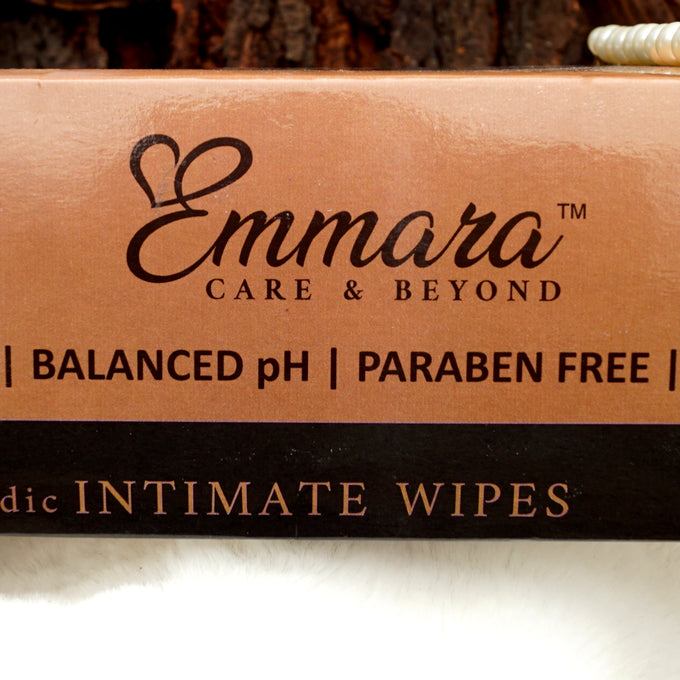 Emmara™
CARE & BEYOND
| BALANCED pH | PARABEN FREE |
dic INTIMATE WIPES